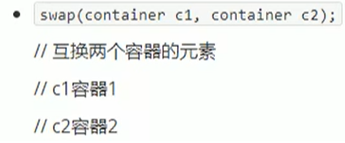 swap(container c1, container c2);
// 互换两个容器的元素
// c1容器1
// c2容器2